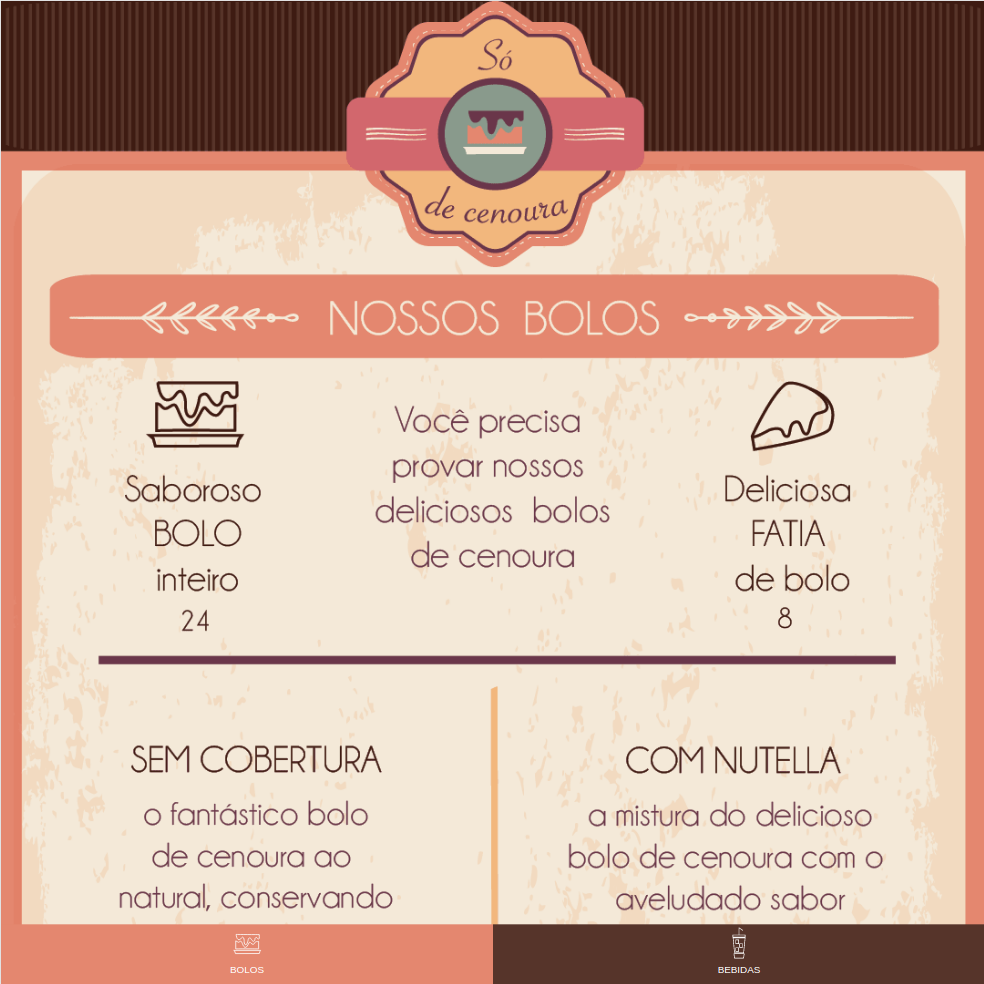 Só
de cenoura
NOSSOS BOLOS
Saboroso
BOLO
inteiro
24
Você precisa
provar nossos
deliciosos bolos
de cenoura
Deliciosa
FATIA
de bolo
8
SEM COBERTURA
o fantástico bolo
de cenoura ao
natural, conservando
COM NUTELLA
a mistura do delicioso
bolo de cenoura com o
aveludado sabor
BOLOS
BEBIDAS